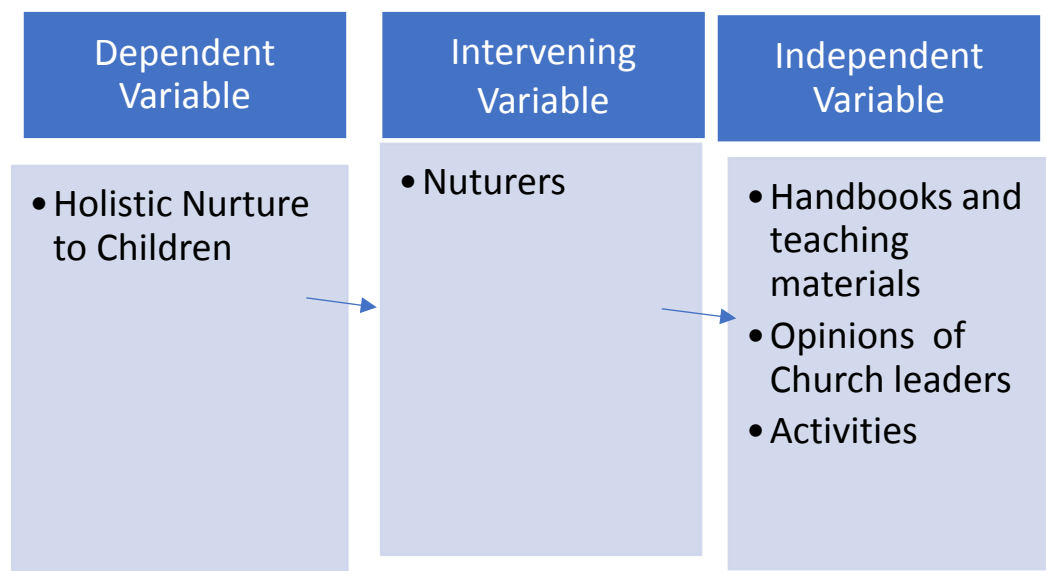 Dependent
Variable
• Holistic Nurture
to Children
Intervening
Variable
• Nuturers
Independent
Variable
• Handbooks and
teaching
materials
• Opinions of
Church leaders
• Activities